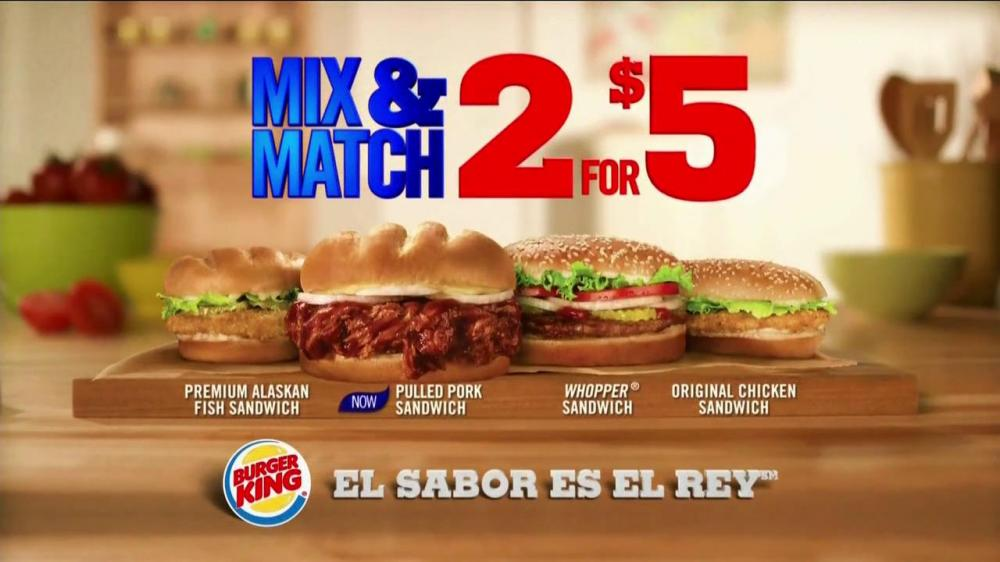 MIX &
MATCH
2 FOR $5
PREMIUM ALASKAN
FISH SANDWICH
NOW
PULLED PORK
SANDWICH
WHOPPER®
SANDWICH
ORIGINAL CHICKEN
SANDWICH
BURGER
KING®
EL SABOR ES EL REY℠